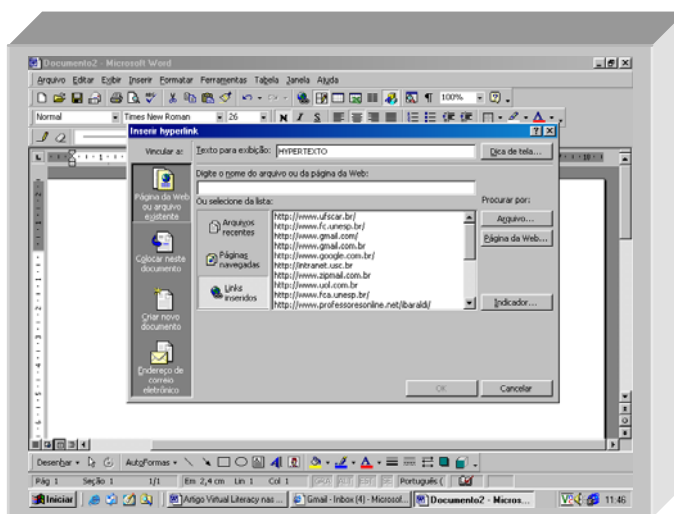 Documento2 - Microsoft Word
Arquivo Editar Exibir Inserir Formatar Ferramentas Tabela Janela Ajuda
100%
Normal Times New Roman 26 N I S
Inserir hyperlink
Vincular a: Texto para exibição: HYPERTEXTO Dica de tela...
Digite o nome do arquivo ou da página da Web:
Página da Web ou arquivo existente
Ou selecione da lista: Procurar por:
Arquivos recentes
Páginas navegadas
Links inseridos
http://www.ufscar.br/
http://www.fc.unesp.br/
http://www.gmail.com/
http://www.gmail.com.br
http://www.google.com.br/
http://intranet.usc.br
http://www.zipmail.com.br
http://www.uol.com.br
http://www.fca.unesp.br/
http://www.professoresonline.net/ibaraldi/
Arquivo...
Página da Web...
Indicador...
Colocar neste documento
Criar novo documento
Endereço de correio eletrônico
OK Cancelar
Desenhar AutoFormas
Pág 1 Seção 1 1/1 Em 2,4 cm Lin 1 Col 1 GRA ALT EST SE Português (
Iniciar Artigo Virtual Literacy nas ... Gmail - Inbox (4) - Microsof... Documento2 - Micros... 11:46